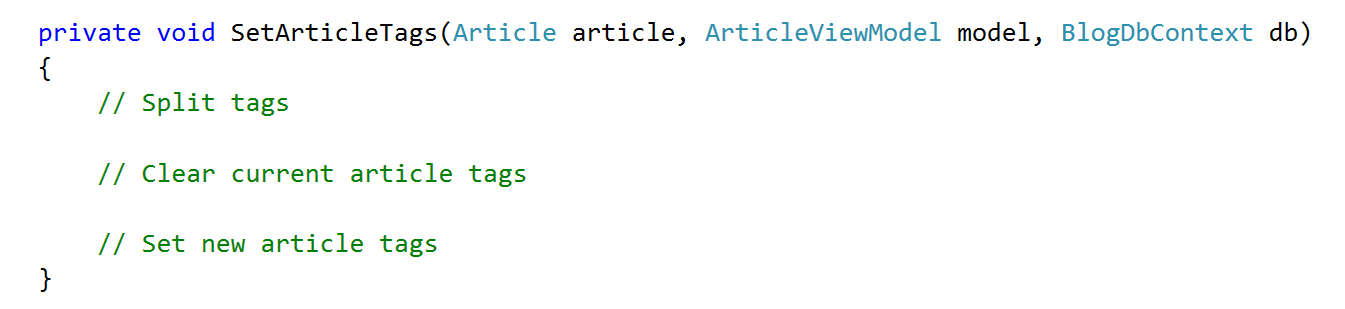 private void SetArticleTags(Article article, ArticleViewModel model, BlogDbContext db)
{
    // Split tags
    // Clear current article tags
    // Set new article tags
}